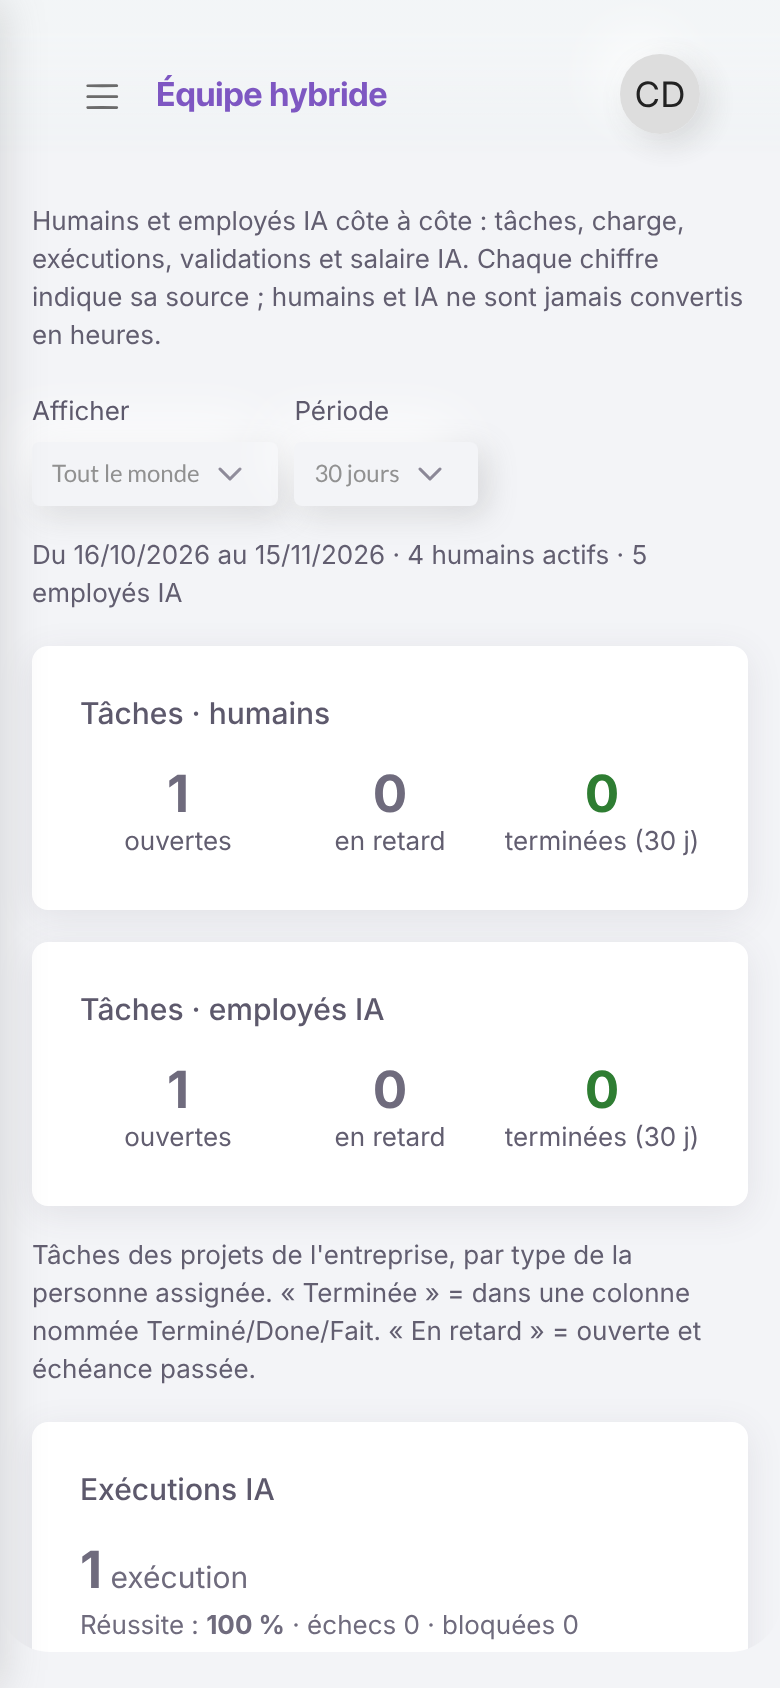 Équipe hybride
CD
Humains et employés IA côte à côte : tâches, charge,
exécutions, validations et salaire IA. Chaque chiffre
indique sa source ; humains et IA ne sont jamais convertis
en heures.
Afficher
Période
Tout le monde
30 jours
Du 16/10/2026 au 15/11/2026 · 4 humains actifs · 5
employés IA
Tâches · humains
1
0
0
ouvertes
en retard
terminées (30 j)
Tâches · employés IA
1
0
0
ouvertes
en retard
terminées (30 j)
Tâches des projets de l'entreprise, par type de la
personne assignée. « Terminée » = dans une colonne
nommée Terminé/Done/Fait. « En retard » = ouverte et
échéance passée.
Exécutions IA
1 exécution
Réussite : 100 % · échecs 0 · bloquées 0